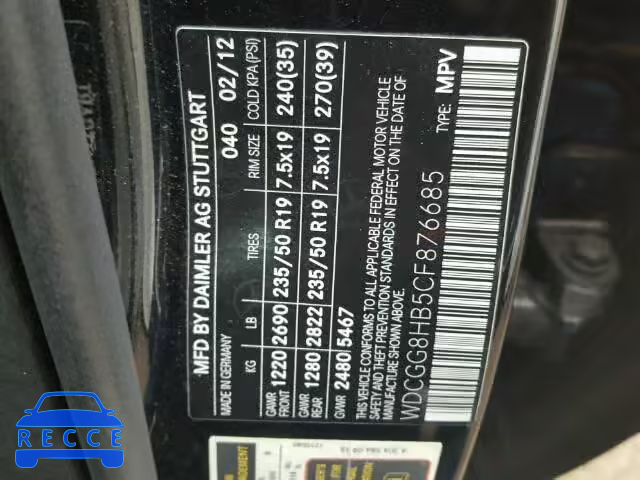 MFD BY DAIMLER AG STUTTGART
MADE IN GERMANY 040 02/12
KG LB TIRES RIM SIZE COLD KPA(PSI)
GAWR FRONT 1220 2690 235/50 R19 7.5x19 240(35)
GAWR REAR 1280 2822 235/50 R19 7.5x19 270(39)
GVWR 2480 5467
THIS VEHICLE CONFORMS TO ALL APPLICABLE FEDERAL MOTOR VEHICLE
SAFETY AND THEFT PREVENTION STANDARDS IN EFFECT ON THE DATE OF
MANUFACTURE SHOWN ABOVE.
WDCGG8HB5CF876685 TYPE: MPV
RECCE